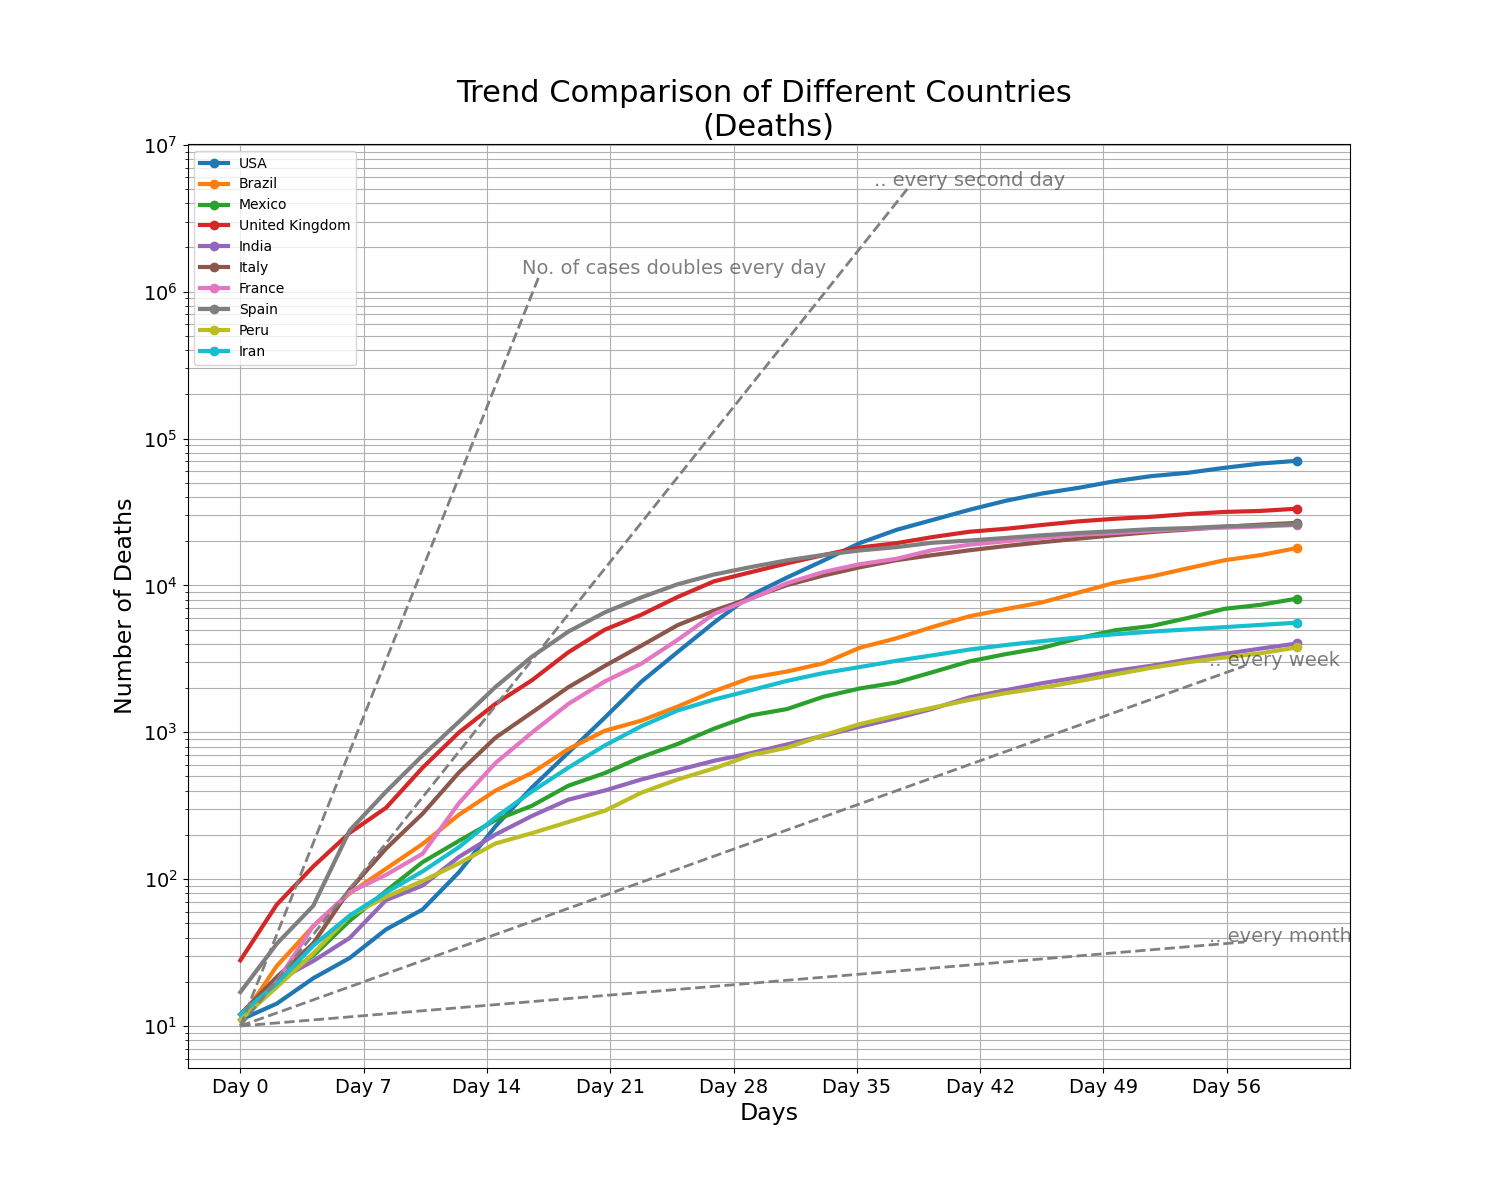 Trend Comparison of Different Countries
(Deaths)
10⁷
10⁶
10⁵
10⁴
10³
10²
10¹
Number of Deaths
USA
Brazil
Mexico
United Kingdom
India
Italy
France
Spain
Peru
Iran
.. every second day
No. of cases doubles every day
.. every week
.. every month
Day 0 Day 7 Day 14 Day 21 Day 28 Day 35 Day 42 Day 49 Day 56
Days